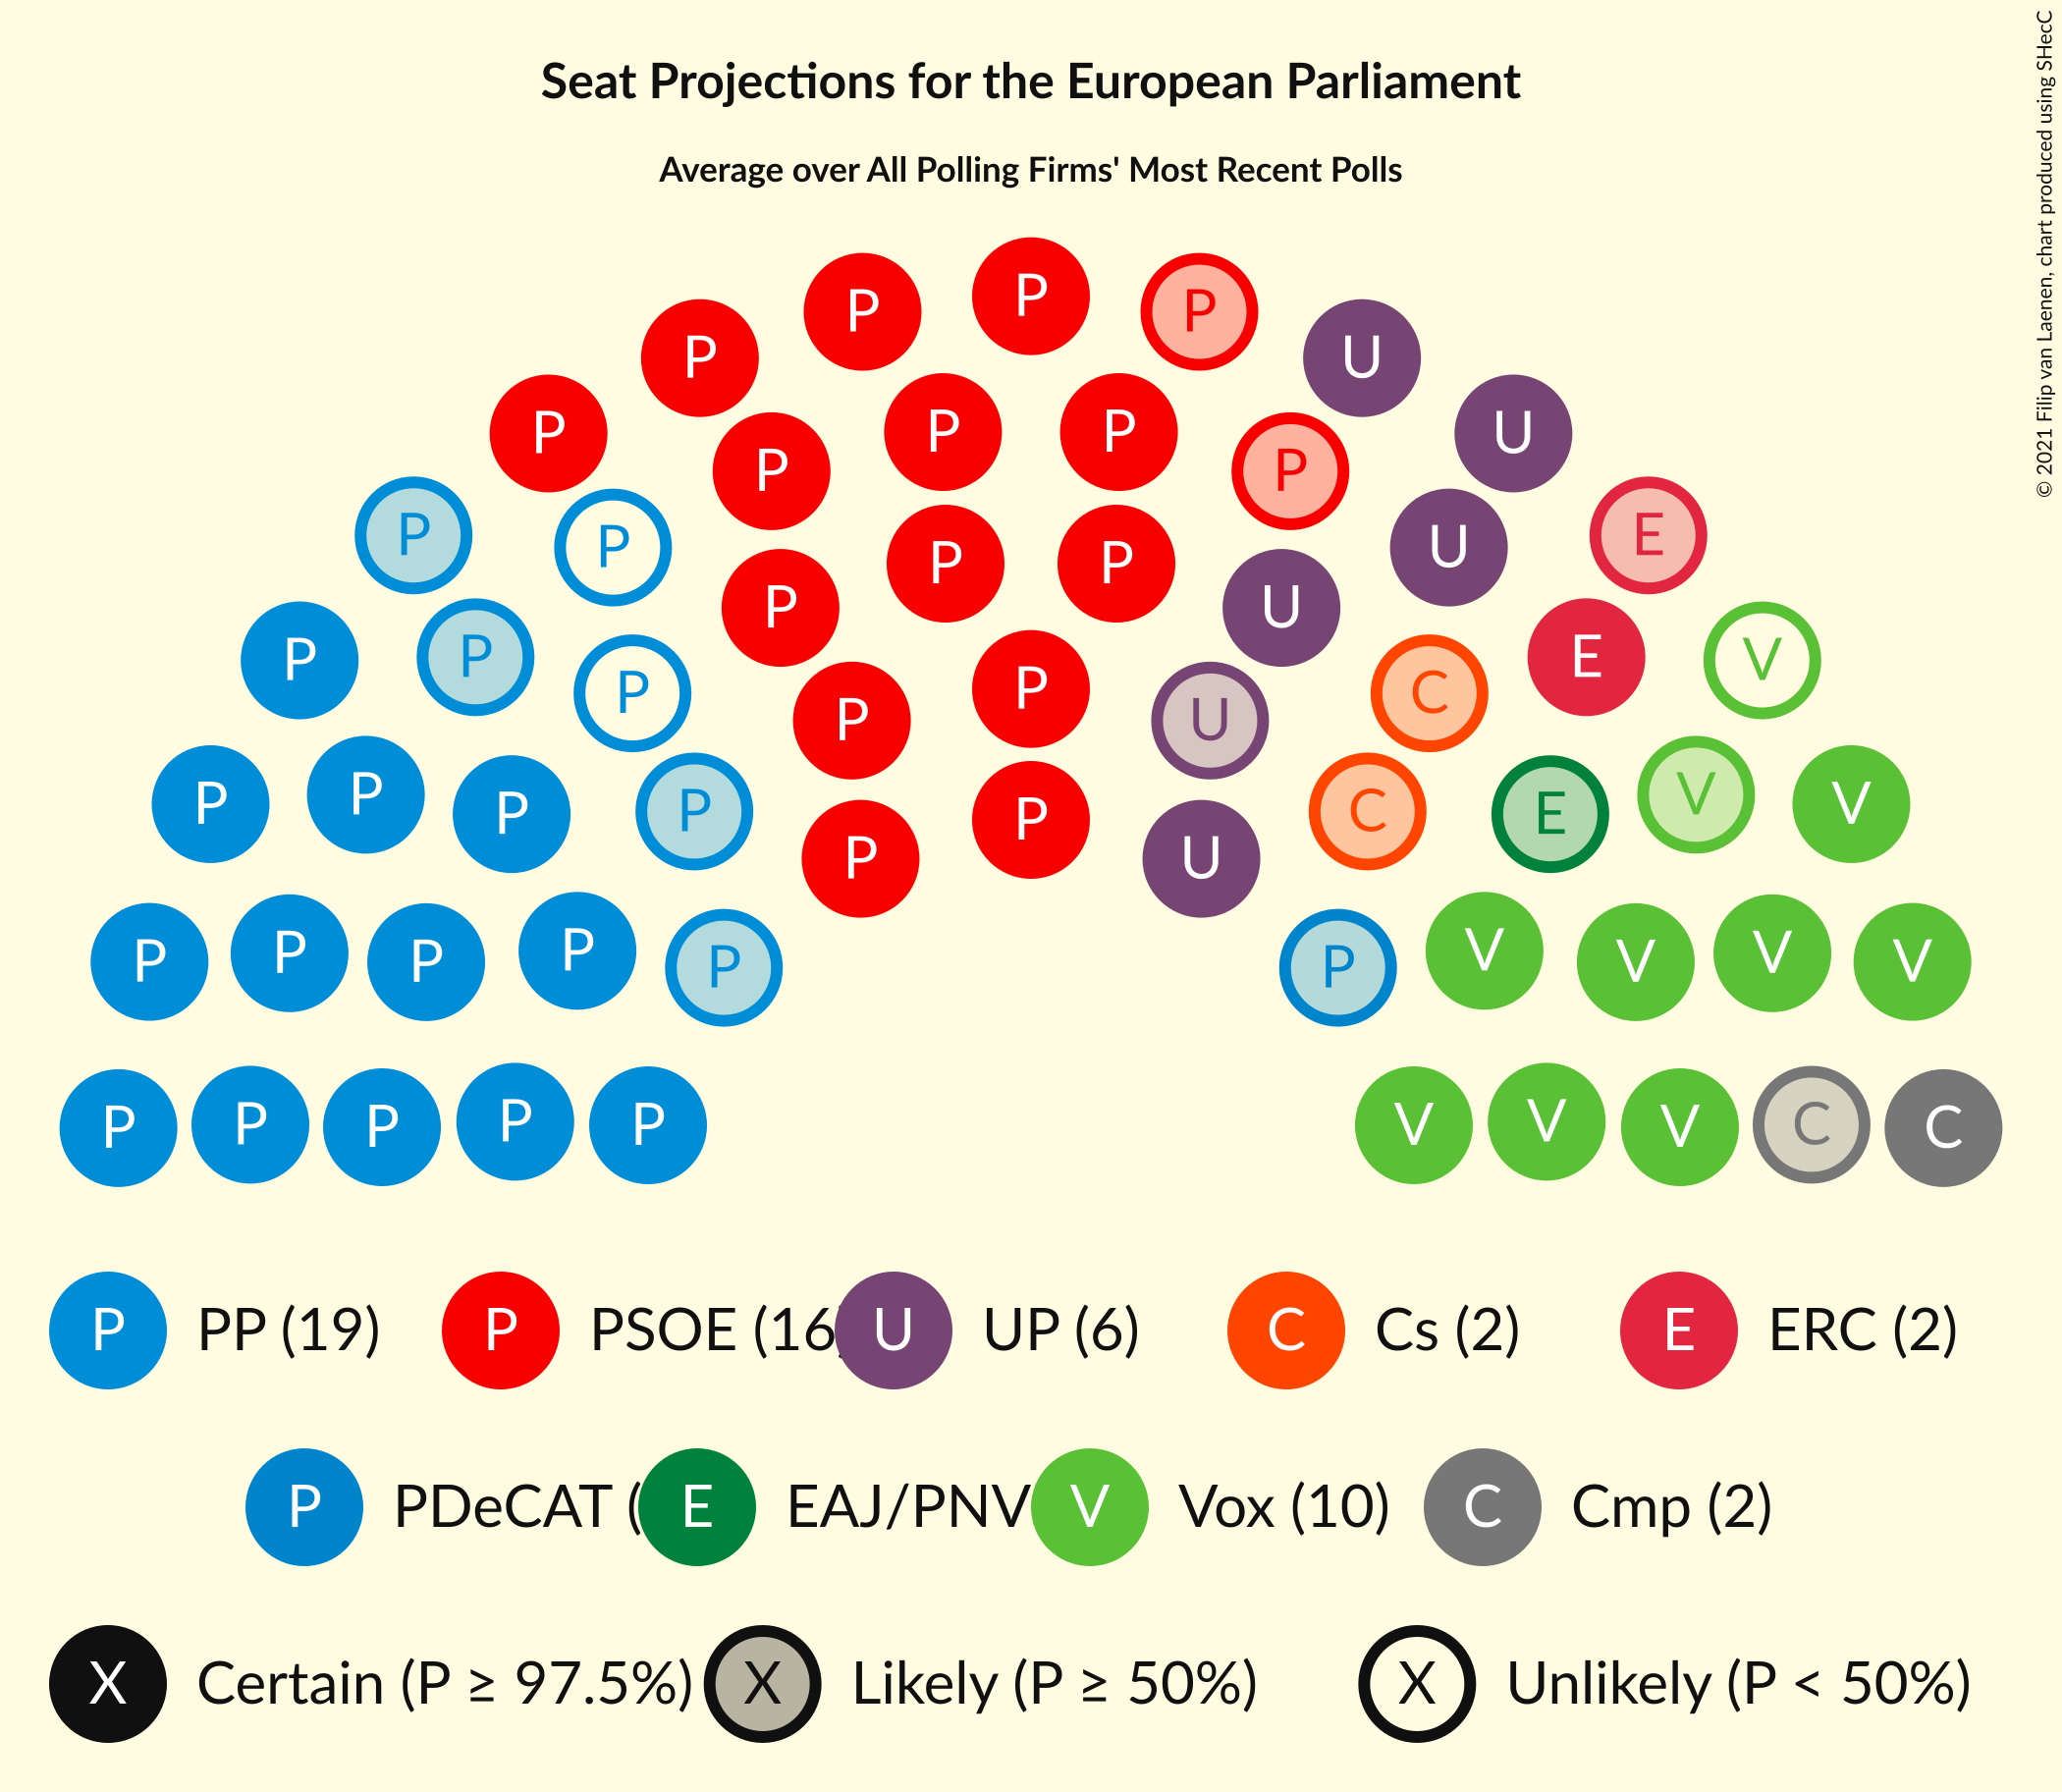 Seat Projections for the European Parliament
Average over All Polling Firms' Most Recent Polls
© 2021 Filip van Laenen, chart produced using SHecC
P P P P U U
P P P P P U E
P P P P P U E V
P P P P P U C V
P P P P P U C E V V
P P P P P P V V V V
P P P P P V V V C C
P PP (19) P PSOE (16 U UP (6) C Cs (2) E ERC (2)
P PDeCAT ( E EAJ/PNV V Vox (10) C Cmp (2)
X Certain (P ≥ 97.5%) X Likely (P ≥ 50%) X Unlikely (P < 50%)